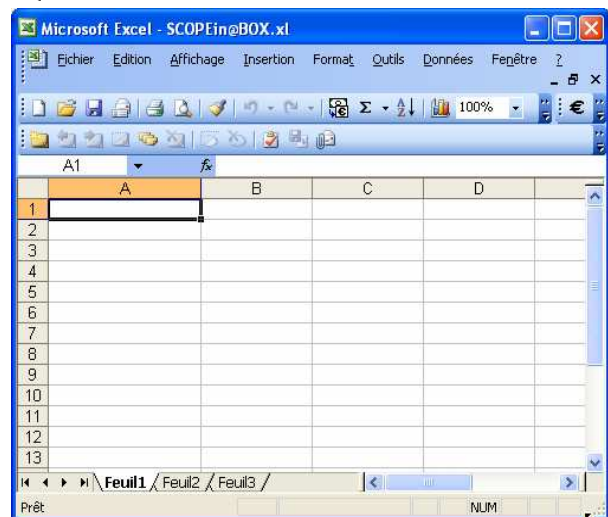 Microsoft Excel - SCOPEin@BOX.xl
Fichier Edition Affichage Insertion Format Outils Données Fenêtre ?
Σ 100% €
A1 fx
A B C D
1
2
3
4
5
6
7
8
9
10
11
12
13
Feuil1 Feuil2 Feuil3
Prêt NUM